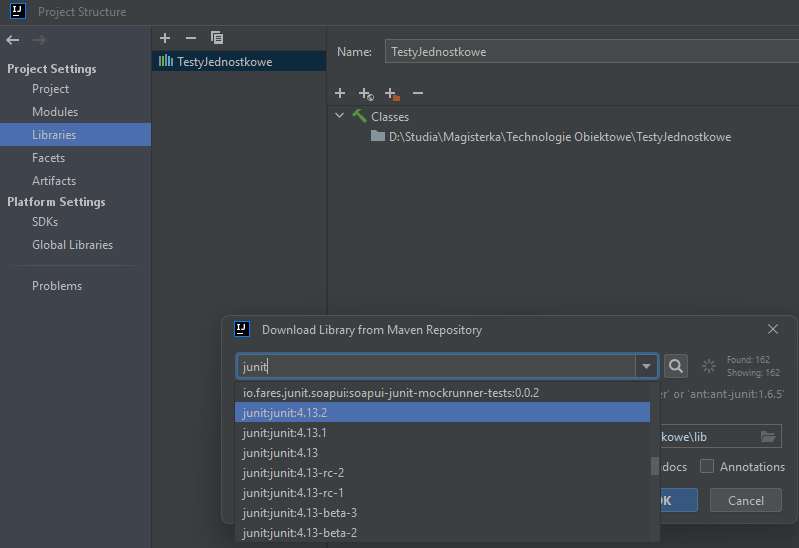 Project Structure
Project Settings
Project
Modules
Libraries
Facets
Artifacts
Platform Settings
SDKs
Global Libraries
Problems
TestyJednostkowe
Name: TestyJednostkowe
Classes
D:\Studia\Magisterka\Technologie Obiektowe\TestyJednostkowe
Download Library from Maven Repository
junit
Found: 162
Showing: 162
er' or 'ant:ant-junit:1.6.5'
io.fares.junit.soapui:soapui-junit-mockrunner-tests:0.0.2
junit:junit:4.13.2
junit:junit:4.13.1
junit:junit:4.13
junit:junit:4.13-rc-2
junit:junit:4.13-rc-1
junit:junit:4.13-beta-3
junit:junit:4.13-beta-2
kowe\lib
docs Annotations
OK Cancel